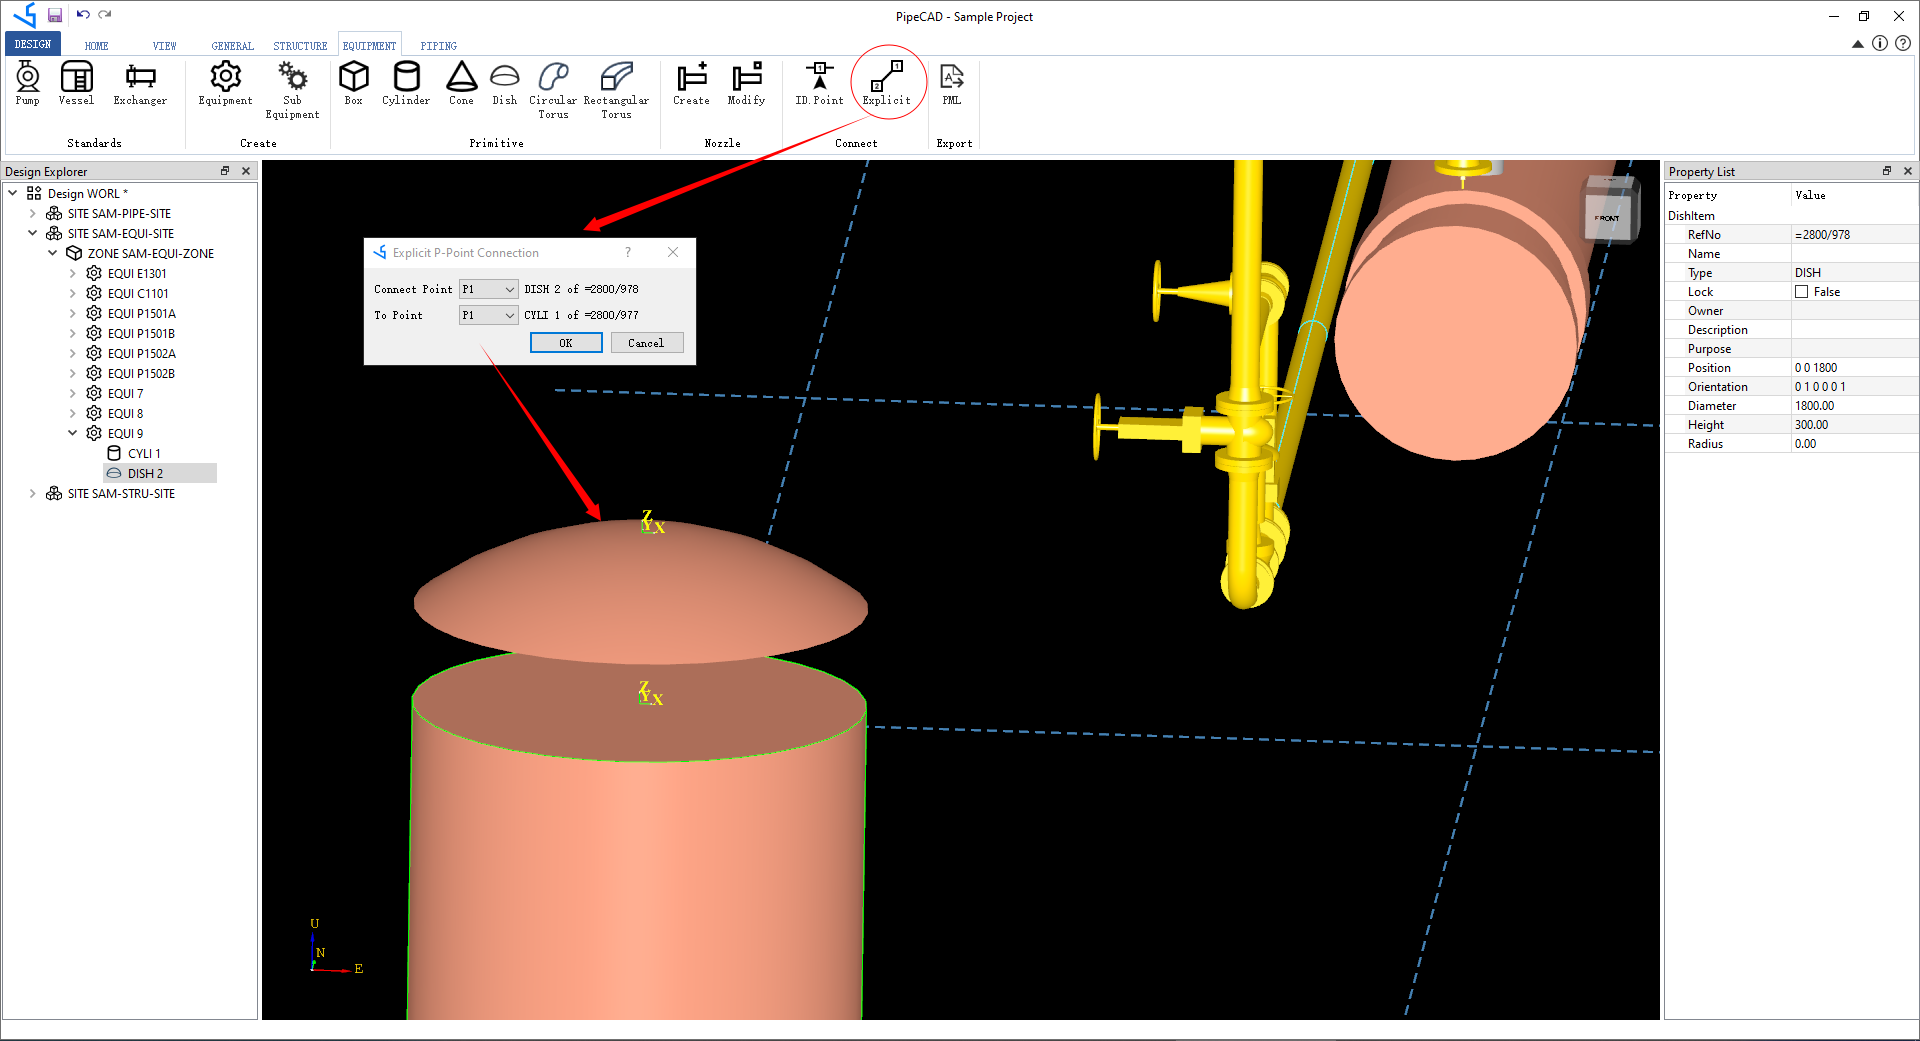 PipeCAD - Sample Project
DESIGN HOME VIEW GENERAL STRUCTURE EQUIPMENT PIPING
Pump Vessel Exchanger Equipment Sub Equipment Box Cylinder Cone Dish Circular Torus Rectangular Torus Create Modify ID.Point Explicit PML
Standards Create Primitive Nozzle Connect Export
Design Explorer
Design WORL *
SITE SAM-PIPE-SITE
SITE SAM-EQUI-SITE
ZONE SAM-EQUI-ZONE
EQUI E1301
EQUI C1101
EQUI P1501A
EQUI P1501B
EQUI P1502A
EQUI P1502B
EQUI 7
EQUI 8
EQUI 9
CYLI 1
DISH 2
SITE SAM-STRU-SITE
Explicit P-Point Connection ?
Connect Point P1 DISH 2 of =2800/978
To Point P1 CYLI 1 of =2800/977
OK Cancel
FRONT
Z
Y X
Z
Y X
U
N
E
Property List
Property Value
DishItem
RefNo =2800/978
Name
Type DISH
Lock False
Owner
Description
Purpose
Position 0 0 1800
Orientation 0 1 0 0 0 1
Diameter 1800.00
Height 300.00
Radius 0.00